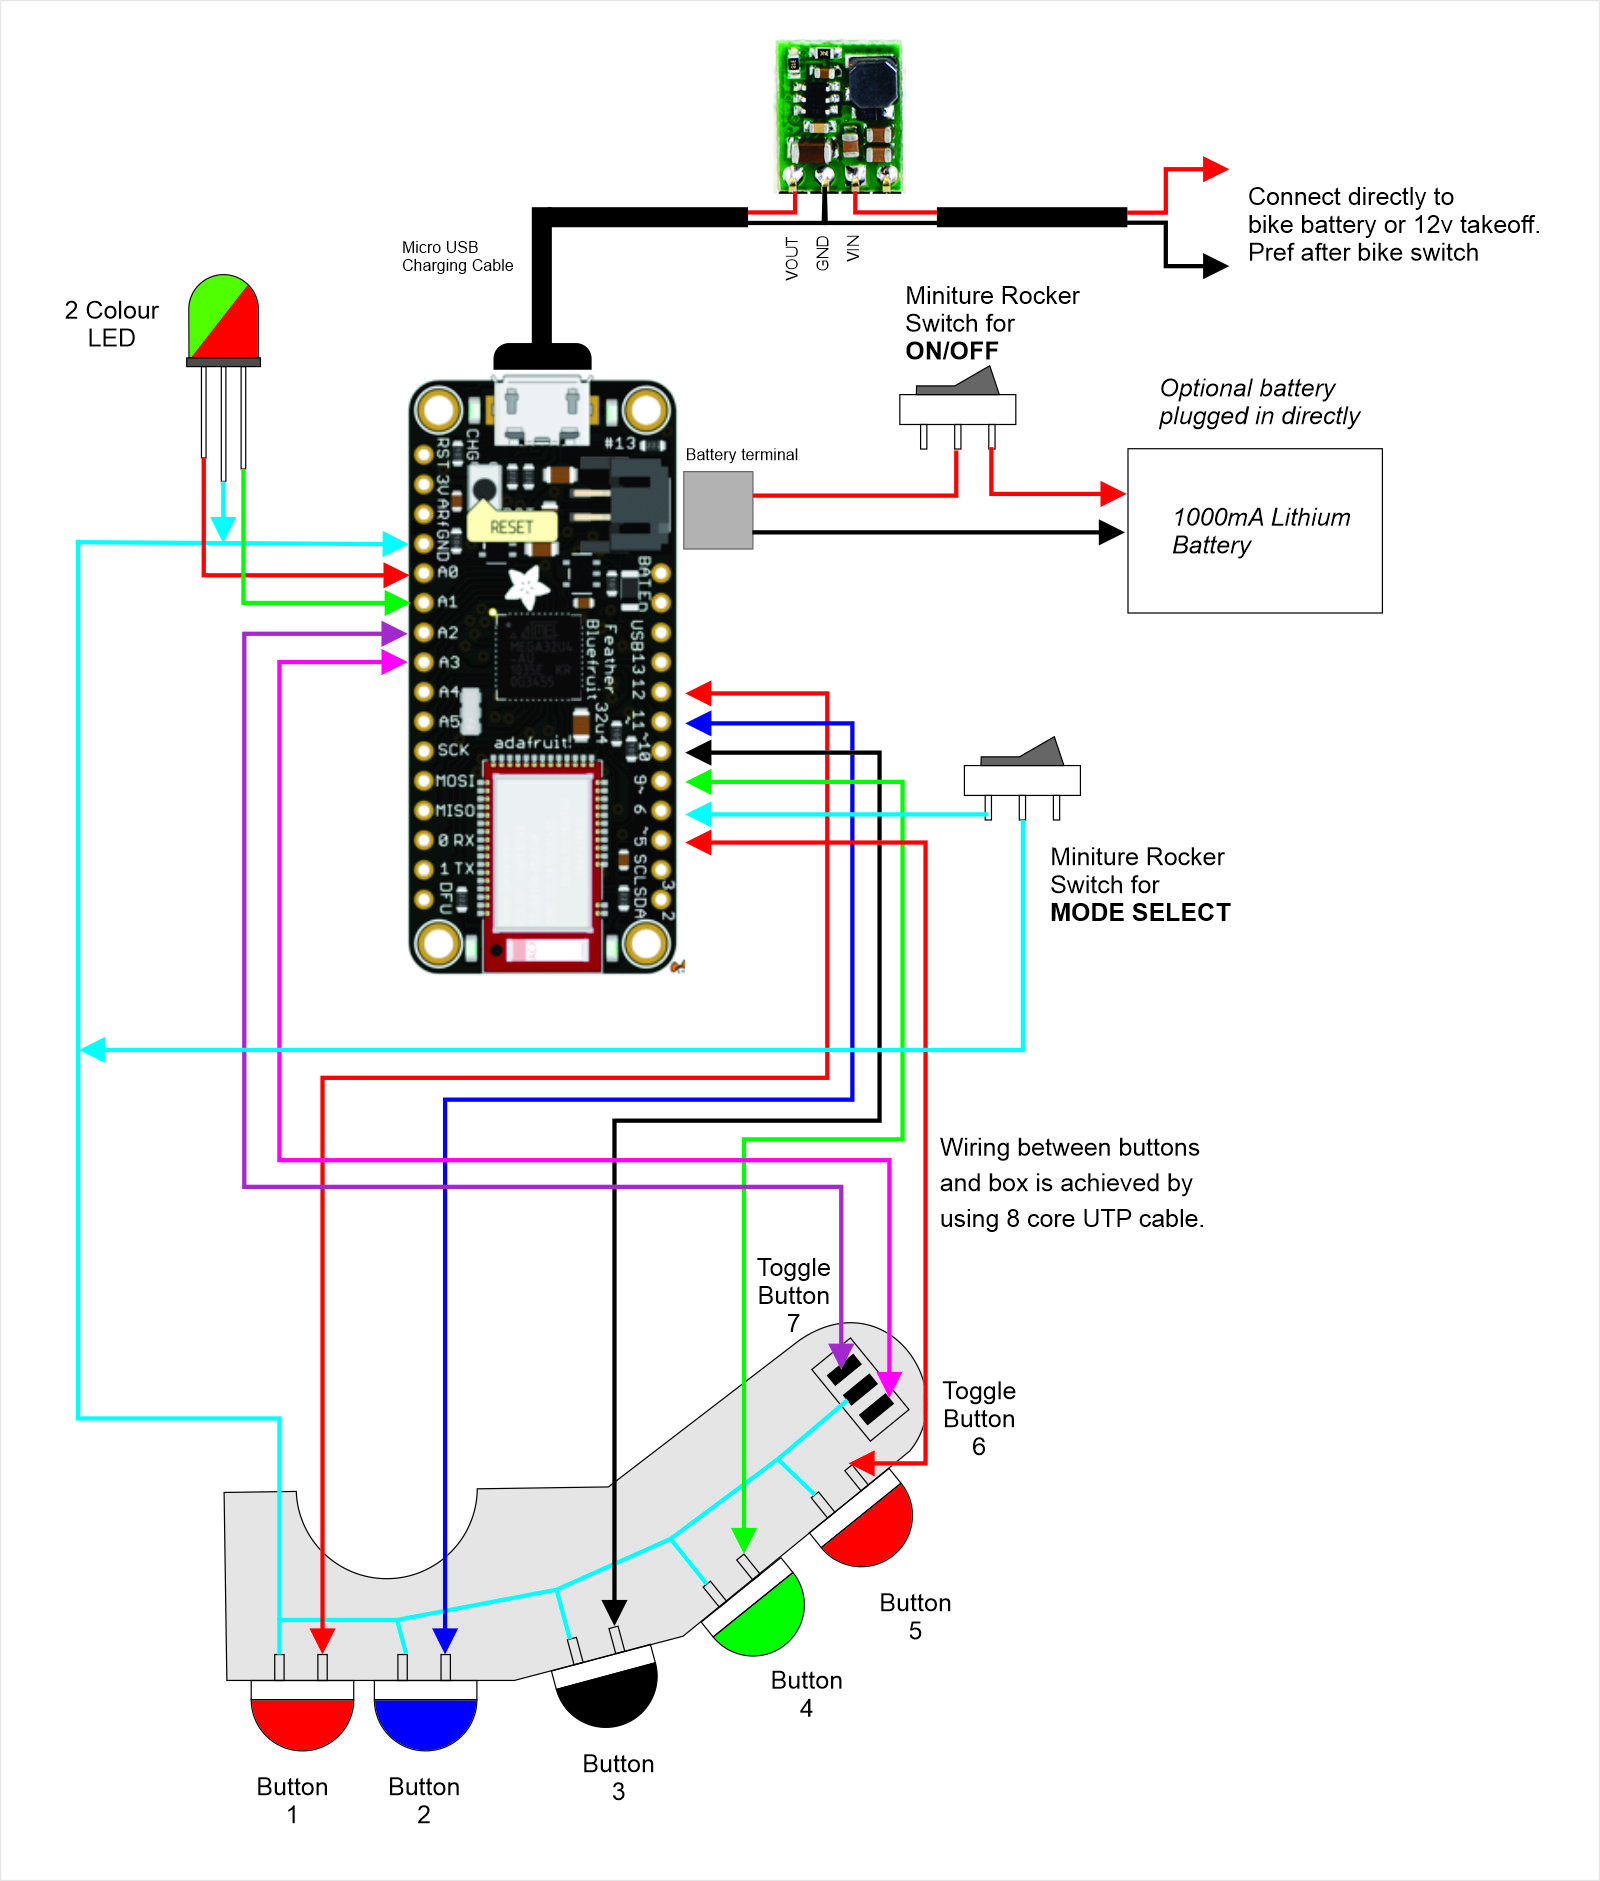 VOUT
GND
VIN
Connect directly to
bike battery or 12v takeoff.
Pref after bike switch
Micro USB
Charging Cable
2 Colour
LED
Miniture Rocker
Switch for
ON/OFF
Optional battery
plugged in directly
1000mA Lithium
Battery
Battery terminal
#13
CHG
RESET
RST
3V
ARef
GND
A0
A1
A2
A3
A4
A5
SCK
MOSI
MISO
0 RX
1 TX
DFU
BAT
EN
USB
13
12
11
~10
9~
6
~5
SCL
3
SDA
2
MEGA32U4
-AU
Feather 32u4
Bluefruit
adafruit!
Miniture Rocker
Switch for
MODE SELECT
Wiring between buttons
and box is achieved by
using 8 core UTP cable.
Toggle
Button
7
Toggle
Button
6
Button
5
Button
4
Button
3
Button
1
Button
2